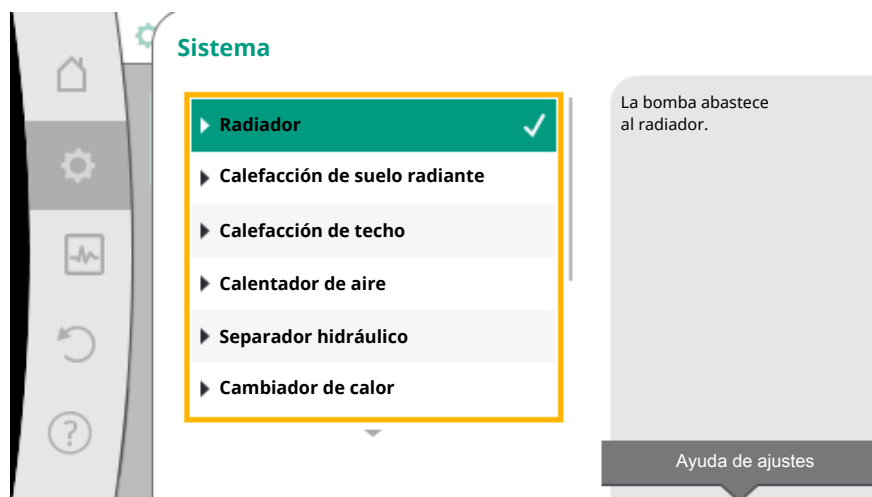 Sistema
Radiador
Calefacción de suelo radiante
Calefacción de techo
Calentador de aire
Separador hidráulico
Cambiador de calor
La bomba abastece
al radiador.
Ayuda de ajustes